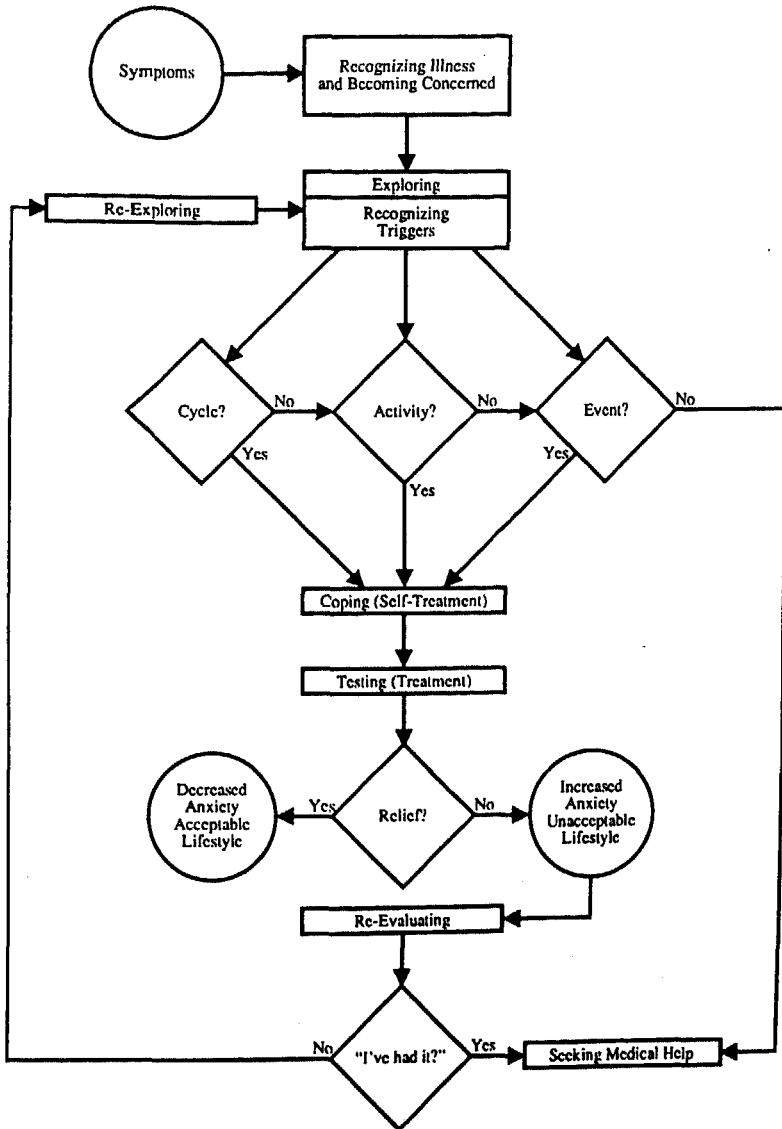 Symptoms
Recognizing Illness
and Becoming Concerned
Exploring
Re-Exploring
Recognizing
Triggers
Cycle?
No
Activity?
No
Event?
No
Yes
Yes
Yes
Coping (Self-Treatment)
Testing (Treatment)
Decreased
Anxiety
Acceptable
Lifestyle
Yes
Relief?
No
Increased
Anxiety
Unacceptable
Lifestyle
Re-Evaluating
No
"I've had it?"
Yes
Seeking Medical Help